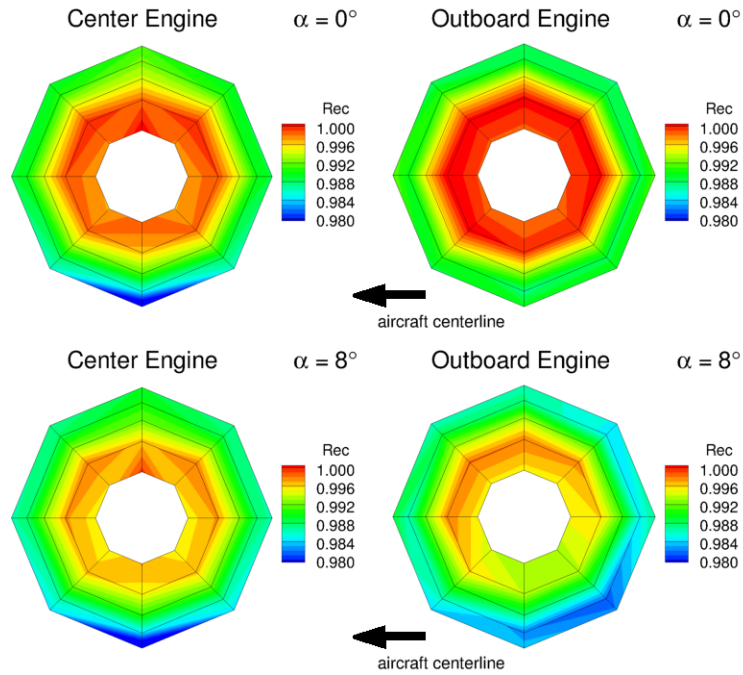 Center Engine α = 0°
Outboard Engine α = 0°
Rec
1.000
0.996
0.992
0.988
0.984
0.980
Rec
1.000
0.996
0.992
0.988
0.984
0.980
aircraft centerline
Center Engine α = 8°
Outboard Engine α = 8°
Rec
1.000
0.996
0.992
0.988
0.984
0.980
Rec
1.000
0.996
0.992
0.988
0.984
0.980
aircraft centerline